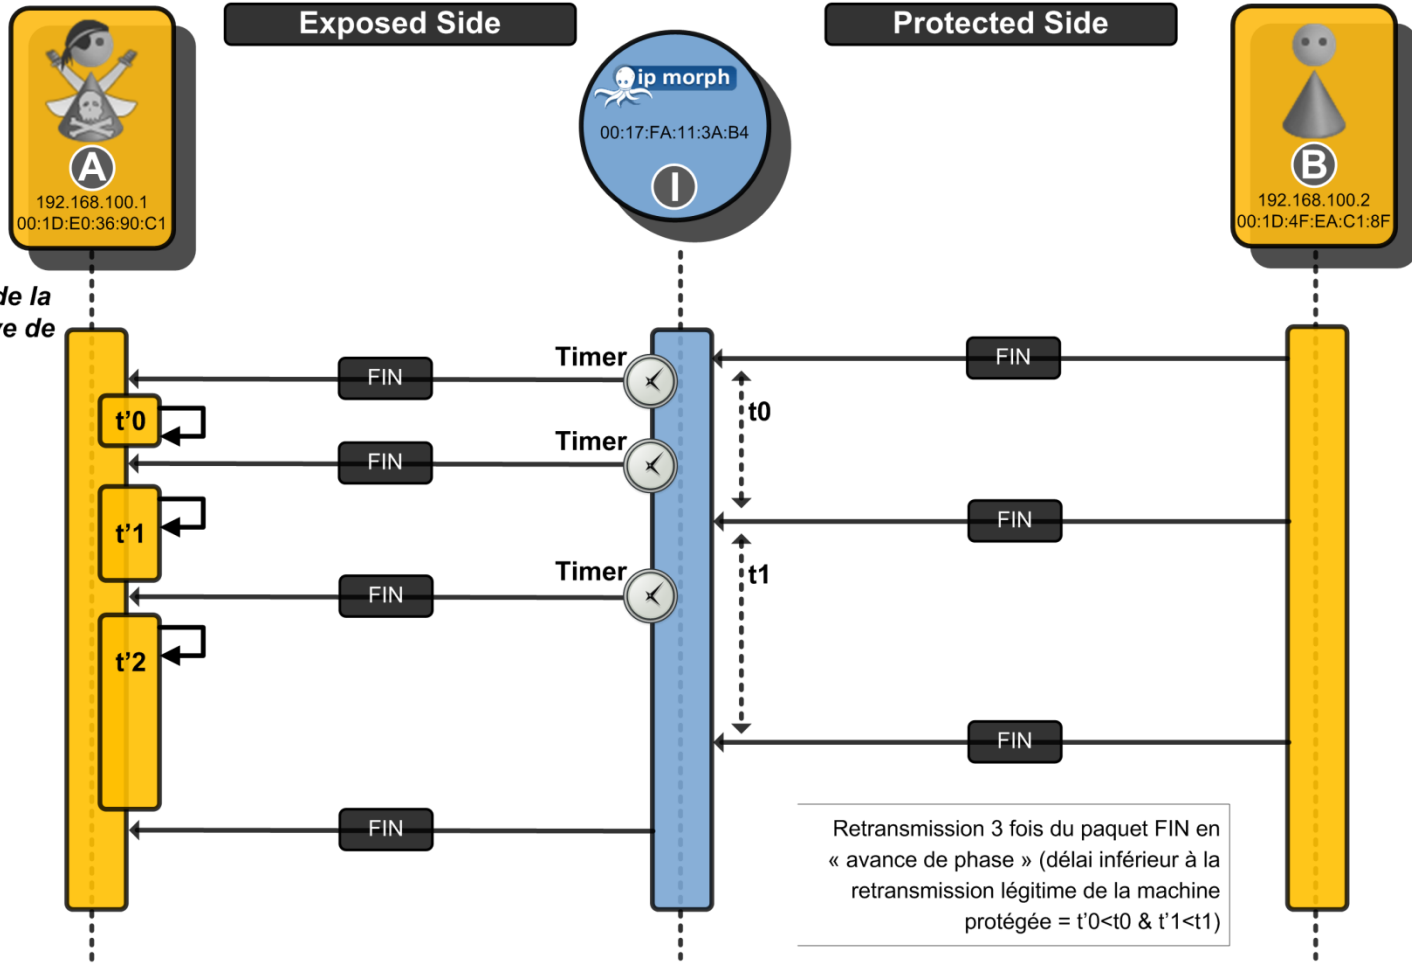 Exposed Side
Protected Side
ip morph
00:17:FA:11:3A:B4
I
A
192.168.100.1
00:1D:E0:36:90:C1
B
192.168.100.2
00:1D:4F:EA:C1:8F
de la
de
FIN
Timer
FIN
t'0
t0
Timer
FIN
t'1
FIN
Timer
FIN
t1
t'2
FIN
FIN
Retransmission 3 fois du paquet FIN en
« avance de phase » (délai inférieur à la
retransmission légitime de la machine
protégée = t'0<t0 & t'1<t1)